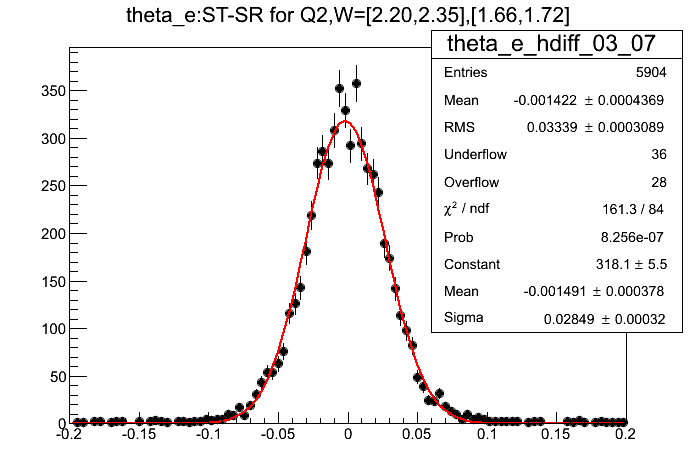 theta_e:ST-SR for Q2,W=[2.20,2.35],[1.66,1.72]
theta_e_hdiff_03_07
Entries 5904
Mean -0.001422 ± 0.0004369
RMS 0.03339 ± 0.0003089
Underflow 36
Overflow 28
χ² / ndf 161.3 / 84
Prob 8.256e-07
Constant 318.1 ± 5.5
Mean -0.001491 ± 0.000378
Sigma 0.02849 ± 0.00032
350
300
250
200
150
100
50
0
-0.2 -0.15 -0.1 -0.05 0 0.05 0.1 0.15 0.2